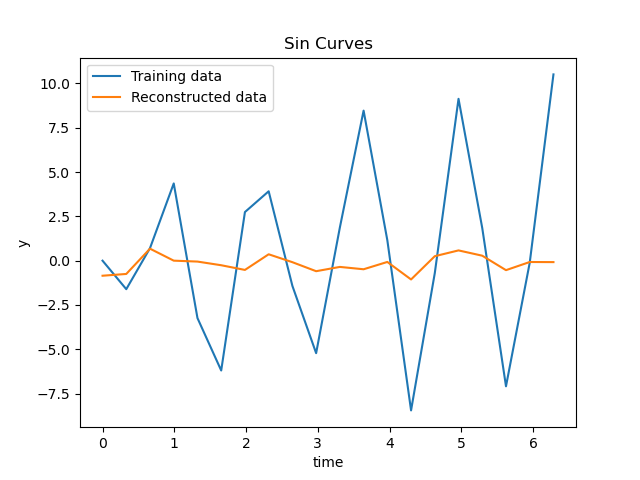 Sin Curves
Training data
Reconstructed data
10.0
7.5
5.0
2.5
0.0
−2.5
−5.0
−7.5
y
0 1 2 3 4 5 6
time